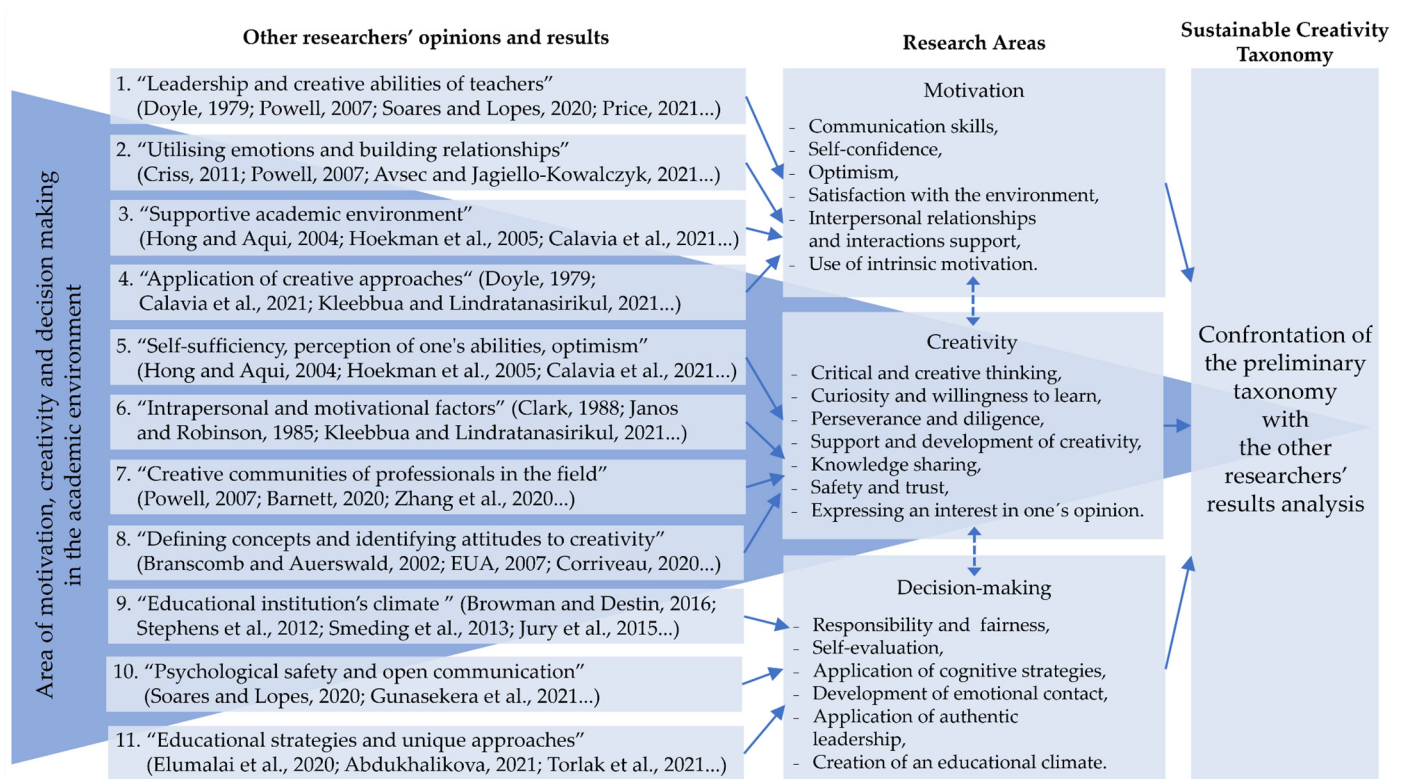 Other researchers’ opinions and results
Research Areas
Sustainable Creativity
Taxonomy
Area of motivation, creativity and decision making
in the academic environment
1. “Leadership and creative abilities of teachers”
(Doyle, 1979; Powell, 2007; Soares and Lopes, 2020; Price, 2021...)
2. “Utilising emotions and building relationships”
(Criss, 2011; Powell, 2007; Avsec and Jagiello-Kowalczyk, 2021...)
3. “Supportive academic environment”
(Hong and Aqui, 2004; Hoekman et al., 2005; Calavia et al., 2021...)
4. “Application of creative approaches“ (Doyle, 1979;
Calavia et al., 2021; Kleebbua and Lindratanasirikul, 2021...)
5. “Self-sufficiency, perception of one's abilities, optimism”
(Hong and Aqui, 2004; Hoekman et al., 2005; Calavia et al., 2021...)
6. “Intrapersonal and motivational factors” (Clark, 1988; Janos
and Robinson, 1985; Kleebbua and Lindratanasirikul, 2021...)
7. “Creative communities of professionals in the field”
(Powell, 2007; Barnett, 2020; Zhang et al., 2020...)
8. “Defining concepts and identifying attitudes to creativity”
(Branscomb and Auerswald, 2002; EUA, 2007; Corriveau, 2020...)
9. “Educational institution’s climate ” (Browman and Destin, 2016;
Stephens et al., 2012; Smeding et al., 2013; Jury et al., 2015...)
10. “Psychological safety and open communication”
(Soares and Lopes, 2020; Gunasekera et al., 2021...)
11. “Educational strategies and unique approaches”
(Elumalai et al., 2020; Abdukhalikova, 2021; Torlak et al., 2021...)
Motivation
- Communication skills,
- Self-confidence,
- Optimism,
- Satisfaction with the environment,
- Interpersonal relationships
and interactions support,
- Use of intrinsic motivation.
Creativity
- Critical and creative thinking,
- Curiosity and willingness to learn,
- Perseverance and diligence,
- Support and development of creativity,
- Knowledge sharing,
- Safety and trust,
- Expressing an interest in one´s opinion.
Decision-making
- Responsibility and fairness,
- Self-evaluation,
- Application of cognitive strategies,
- Development of emotional contact,
- Application of authentic
leadership,
- Creation of an educational climate.
Confrontation of
the preliminary
taxonomy
with
the other
researchers’
results analysis